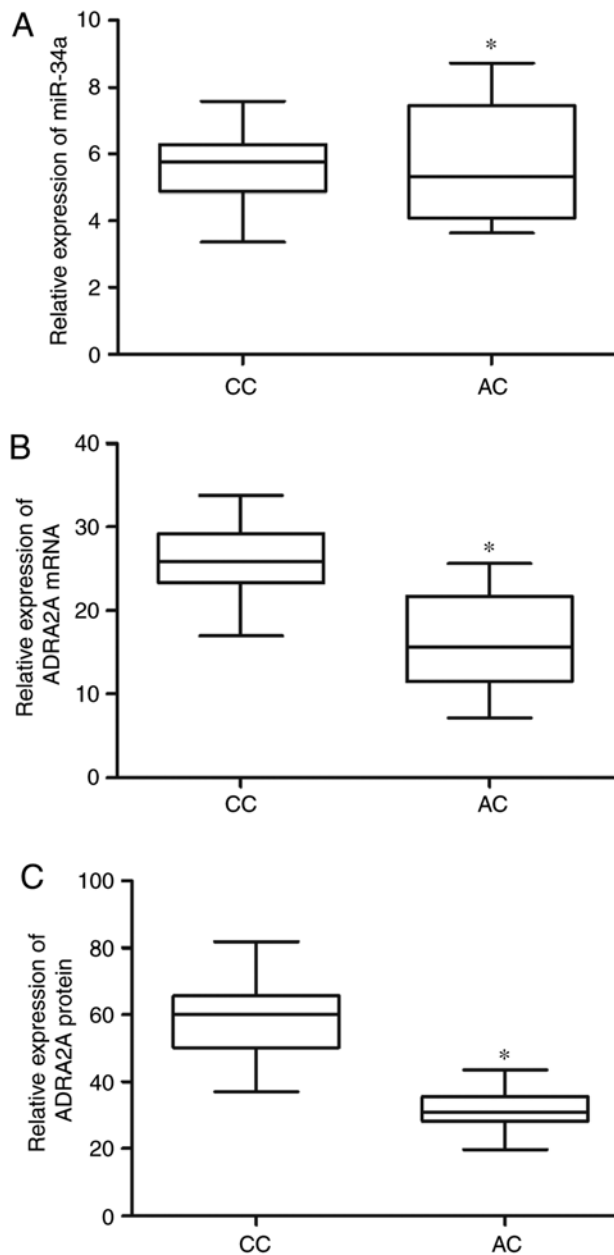 A
Relative expression of miR-34a
10
8
6
4
2
0
*
CC
AC
B
Relative expression of
ADRA2A mRNA
40
30
20
10
0
*
CC
AC
C
Relative expression of
ADRA2A protein
100
80
60
40
20
0
*
CC
AC